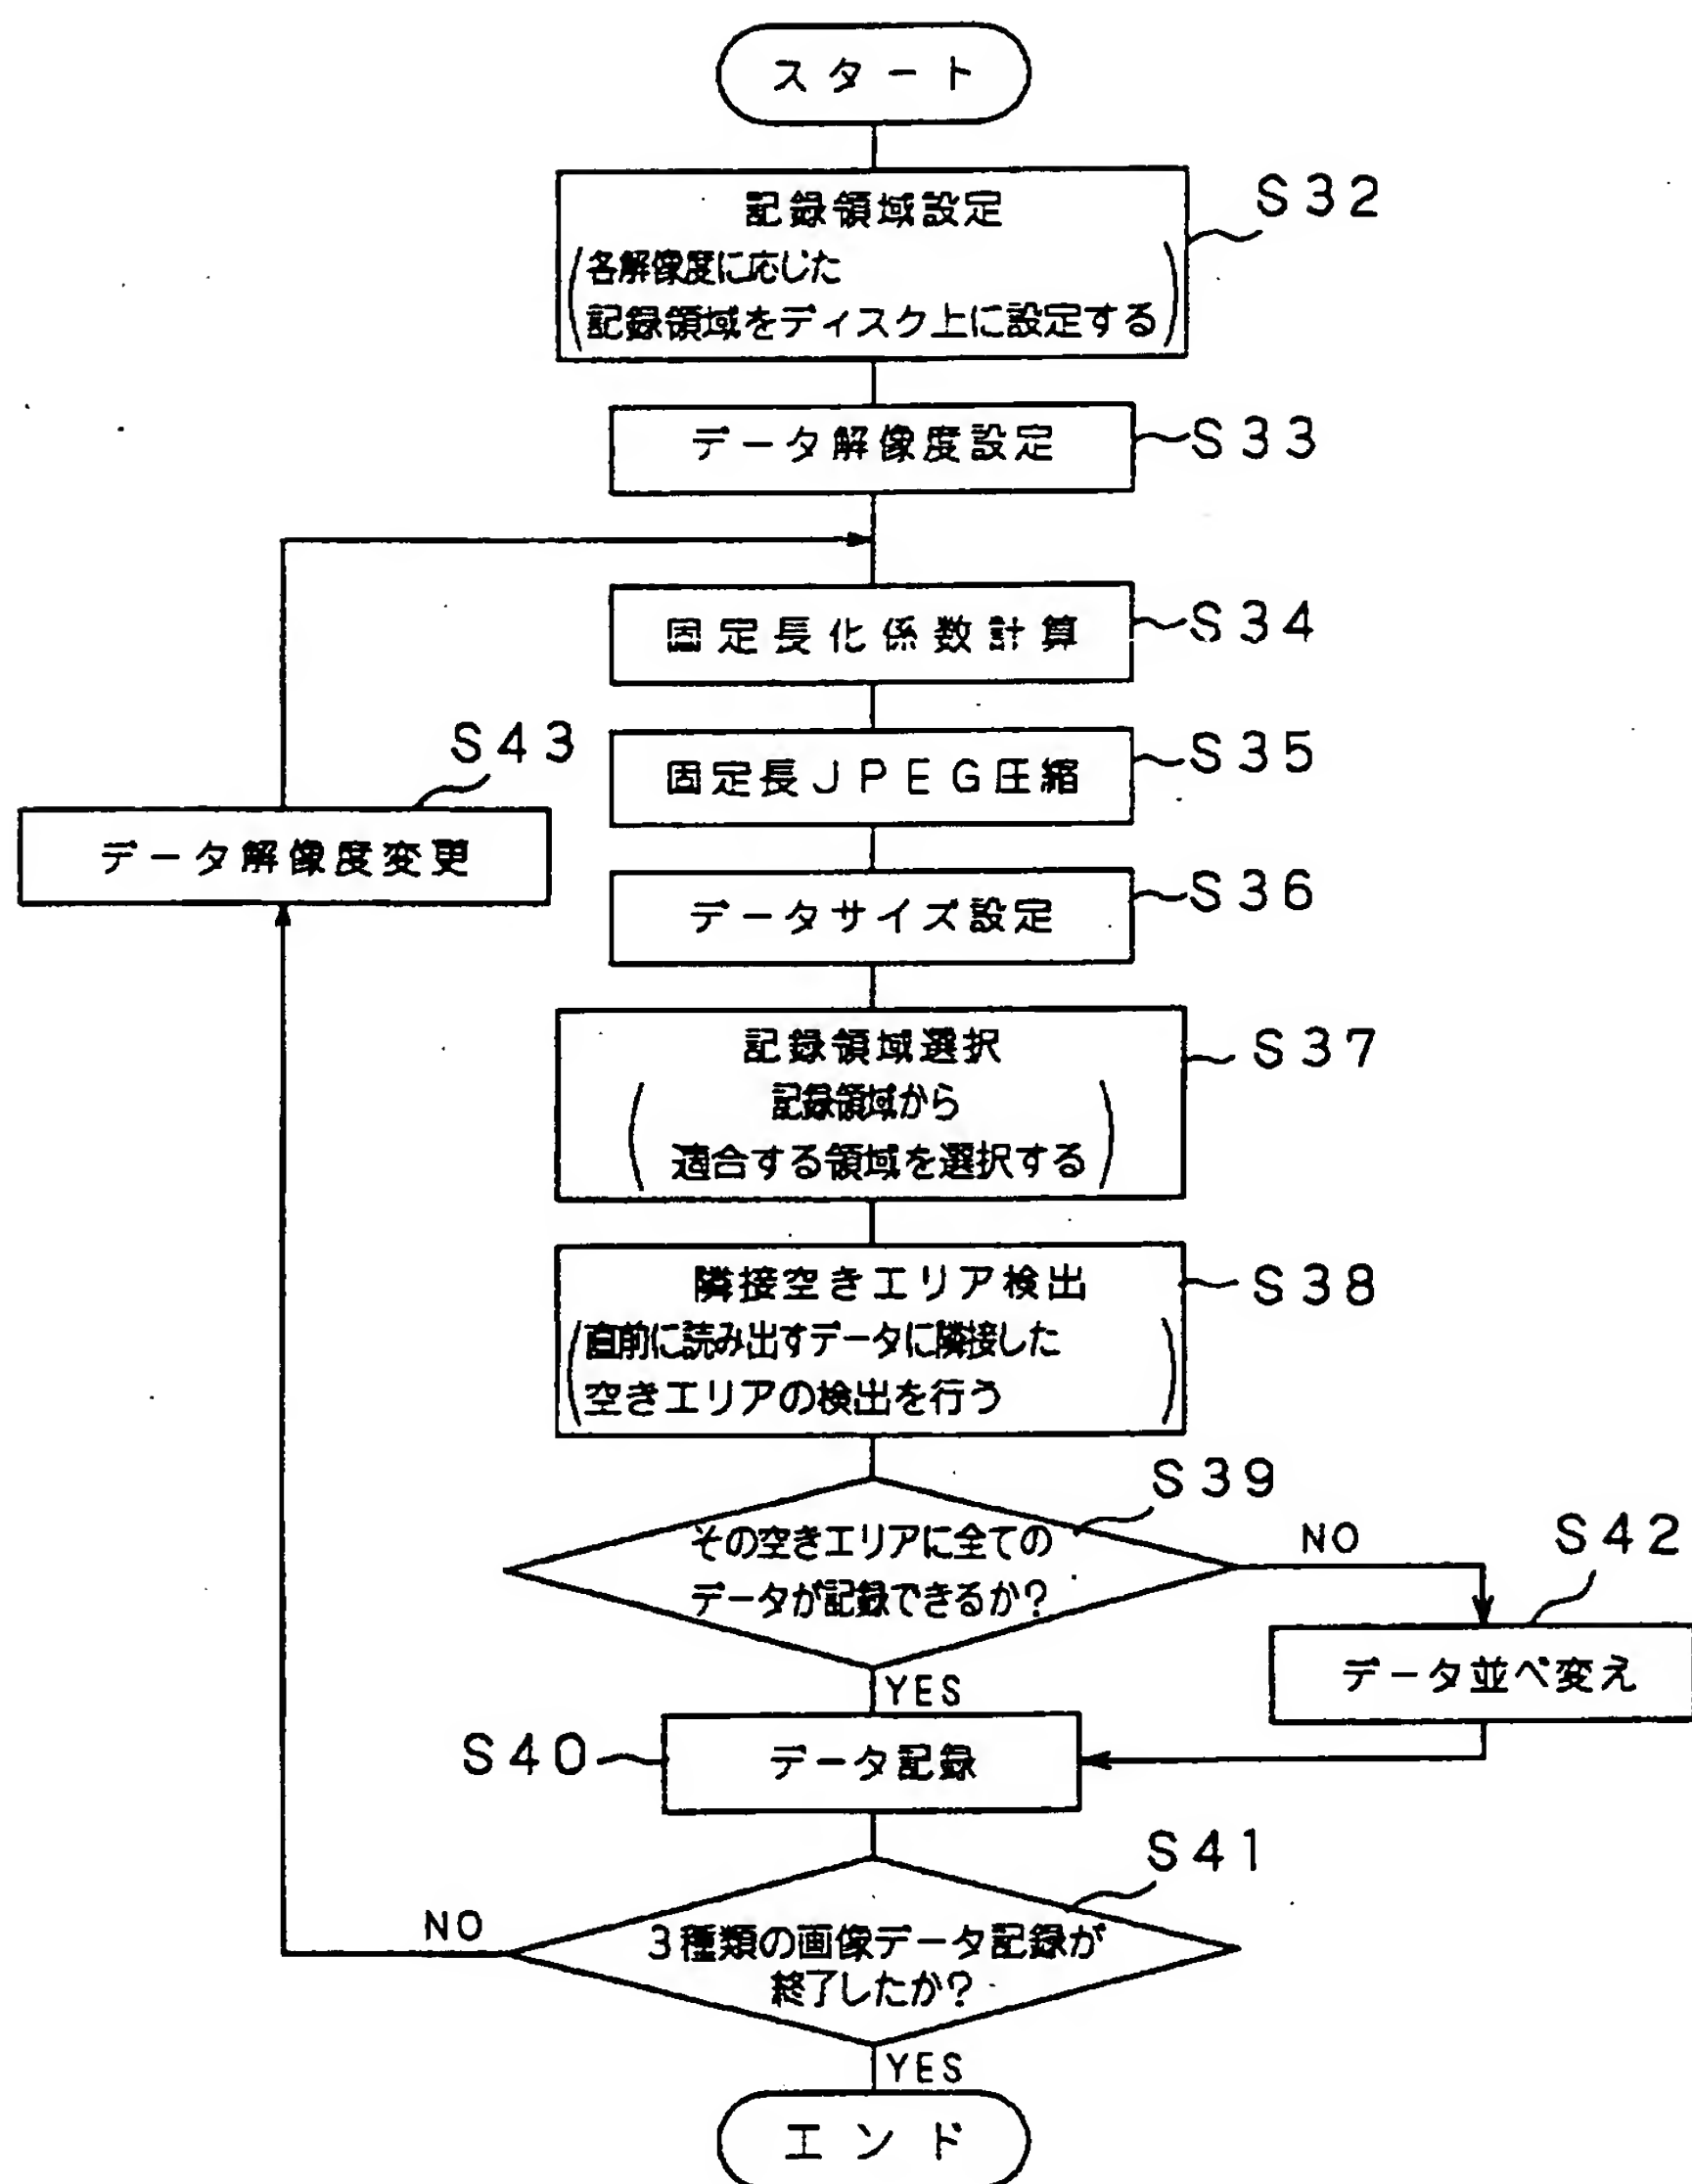 スタート
記録領域設定
S32
(各解像度に応じた
記録領域をディスク上に設定する)
データ解像度設定
S33
固定長化係数計算
S34
S43
固定長JPEG圧縮
S35
データ解像度変更
データサイズ設定
S36
記録領域選択
S37
(記録領域から
適合する領域を選択する)
隣接空きエリア検出
S38
(直前に読み出すデータに隣接した
空きエリアの検出を行う)
S39
その空きエリアに全ての
データが記録できるか?
NO
S42
データ並べ変え
YES
S40
データ記録
S41
NO
3種類の画像データ記録が
終了したか?
YES
エンド